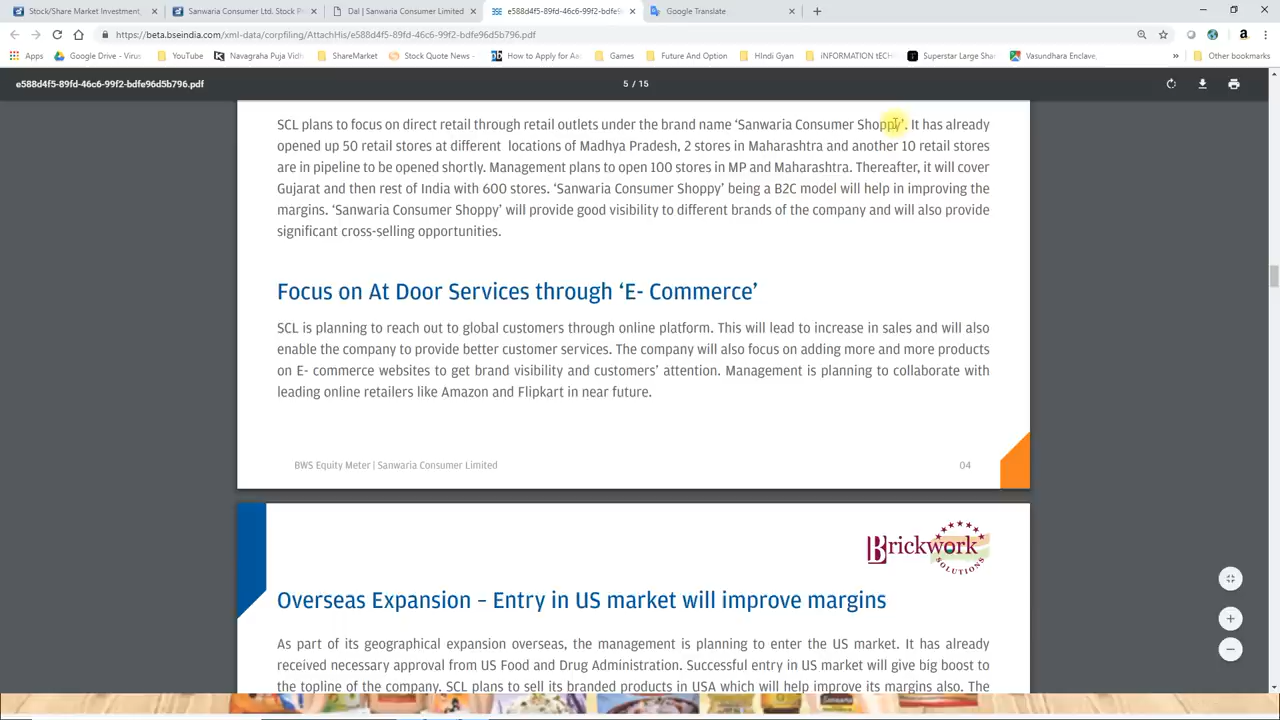 Stock/Share Market Investment,
Sanwaria Consumer Ltd. Stock P
Dal | Sanwaria Consumer Limited
e588d4f5-89fd-46c6-99f2-bdfe
Google Translate
https://beta.bseindia.com/xml-data/corpfiling/AttachHis/e588d4f5-89fd-46c6-99f2-bdfe96d5b796.pdf
Apps
Google Drive - Virus
YouTube
Navagraha Puja Vidh
ShareMarket
Stock Quote News -
How to Apply for Aad
Games
Future And Option
HIndi Gyan
iNFORMATION tECH
Superstar Large Shar
Vasundhara Enclave,
»
Other bookmarks
e588d4f5-89fd-46c6-99f2-bdfe96d5b796.pdf
5 / 15
SCL plans to focus on direct retail through retail outlets under the brand name ‘Sanwaria Consumer Shoppy’. It has already
opened up 50 retail stores at different locations of Madhya Pradesh, 2 stores in Maharashtra and another 10 retail stores
are in pipeline to be opened shortly. Management plans to open 100 stores in MP and Maharashtra. Thereafter, it will cover
Gujarat and then rest of India with 600 stores. ‘Sanwaria Consumer Shoppy’ being a B2C model will help in improving the
margins. ‘Sanwaria Consumer Shoppy’ will provide good visibility to different brands of the company and will also provide
significant cross-selling opportunities.
Focus on At Door Services through ‘E- Commerce’
SCL is planning to reach out to global customers through online platform. This will lead to increase in sales and will also
enable the company to provide better customer services. The company will also focus on adding more and more products
on E- commerce websites to get brand visibility and customers’ attention. Management is planning to collaborate with
leading online retailers like Amazon and Flipkart in near future.
BWS Equity Meter | Sanwaria Consumer Limited
04
Brickwork
SOLUTIONS
Overseas Expansion – Entry in US market will improve margins
As part of its geographical expansion overseas, the management is planning to enter the US market. It has already
received necessary approval from US Food and Drug Administration. Successful entry in US market will give big boost to
the topline of the company. SCL plans to sell its branded products in USA which will help improve its margins also. The